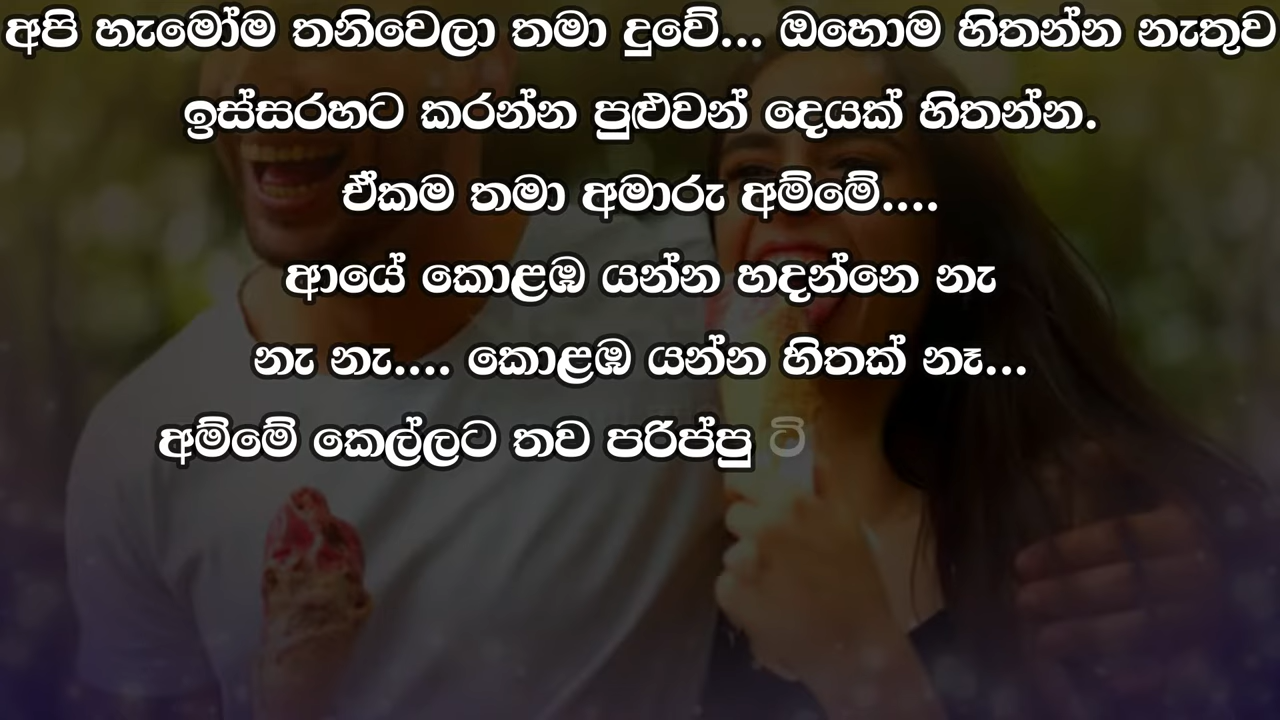 අපි හැමෝම තනිවෙලා තමා දුවේ... ඔහොම හිතන්න නැතුව
ඉස්සරහට කරන්න පුළුවන් දෙයක් හිතන්න.
ඒකම තමා අමාරු අම්මේ....
ආයේ කොළඹ යන්න හදන්නෙ නැ
නැ නැ.... කොළඹ යන්න හිතක් නෑ...
අම්මේ කෙල්ලට තව පරිප්පු ටි